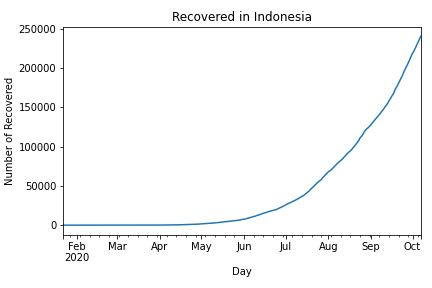 Recovered in Indonesia
250000
200000
150000
100000
50000
0
Number of Recovered
Feb Mar Apr May Jun Jul Aug Sep Oct
2020
Day